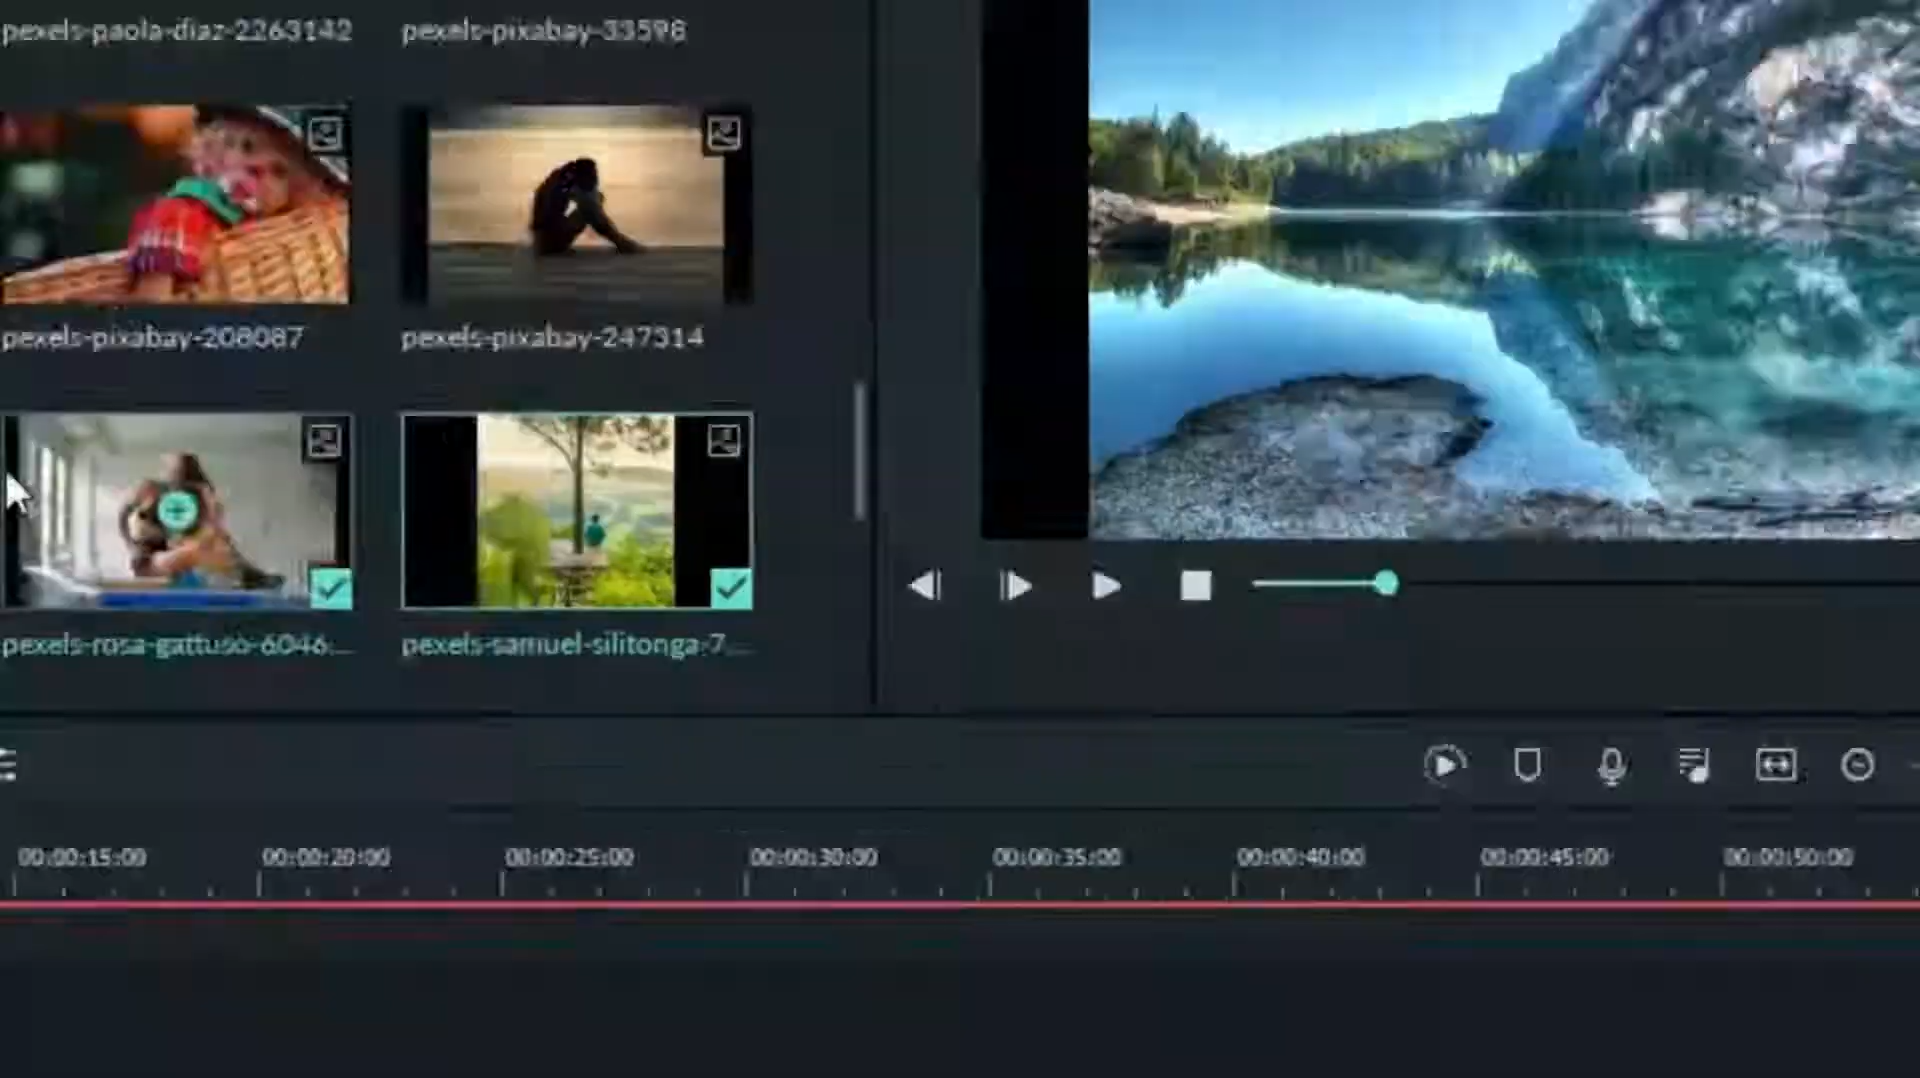 pexels-paola-diaz-2263142 pexels-pixabay-33598
pexels-pixabay-208087 pexels-pixabay-247314
pexels-rosa-gattuso-6046... pexels-samuel-silitonga-7...
00:00:15:00 00:00:20:00 00:00:25:00 00:00:30:00 00:00:35:00 00:00:40:00 00:00:45:00 00:00:50:00